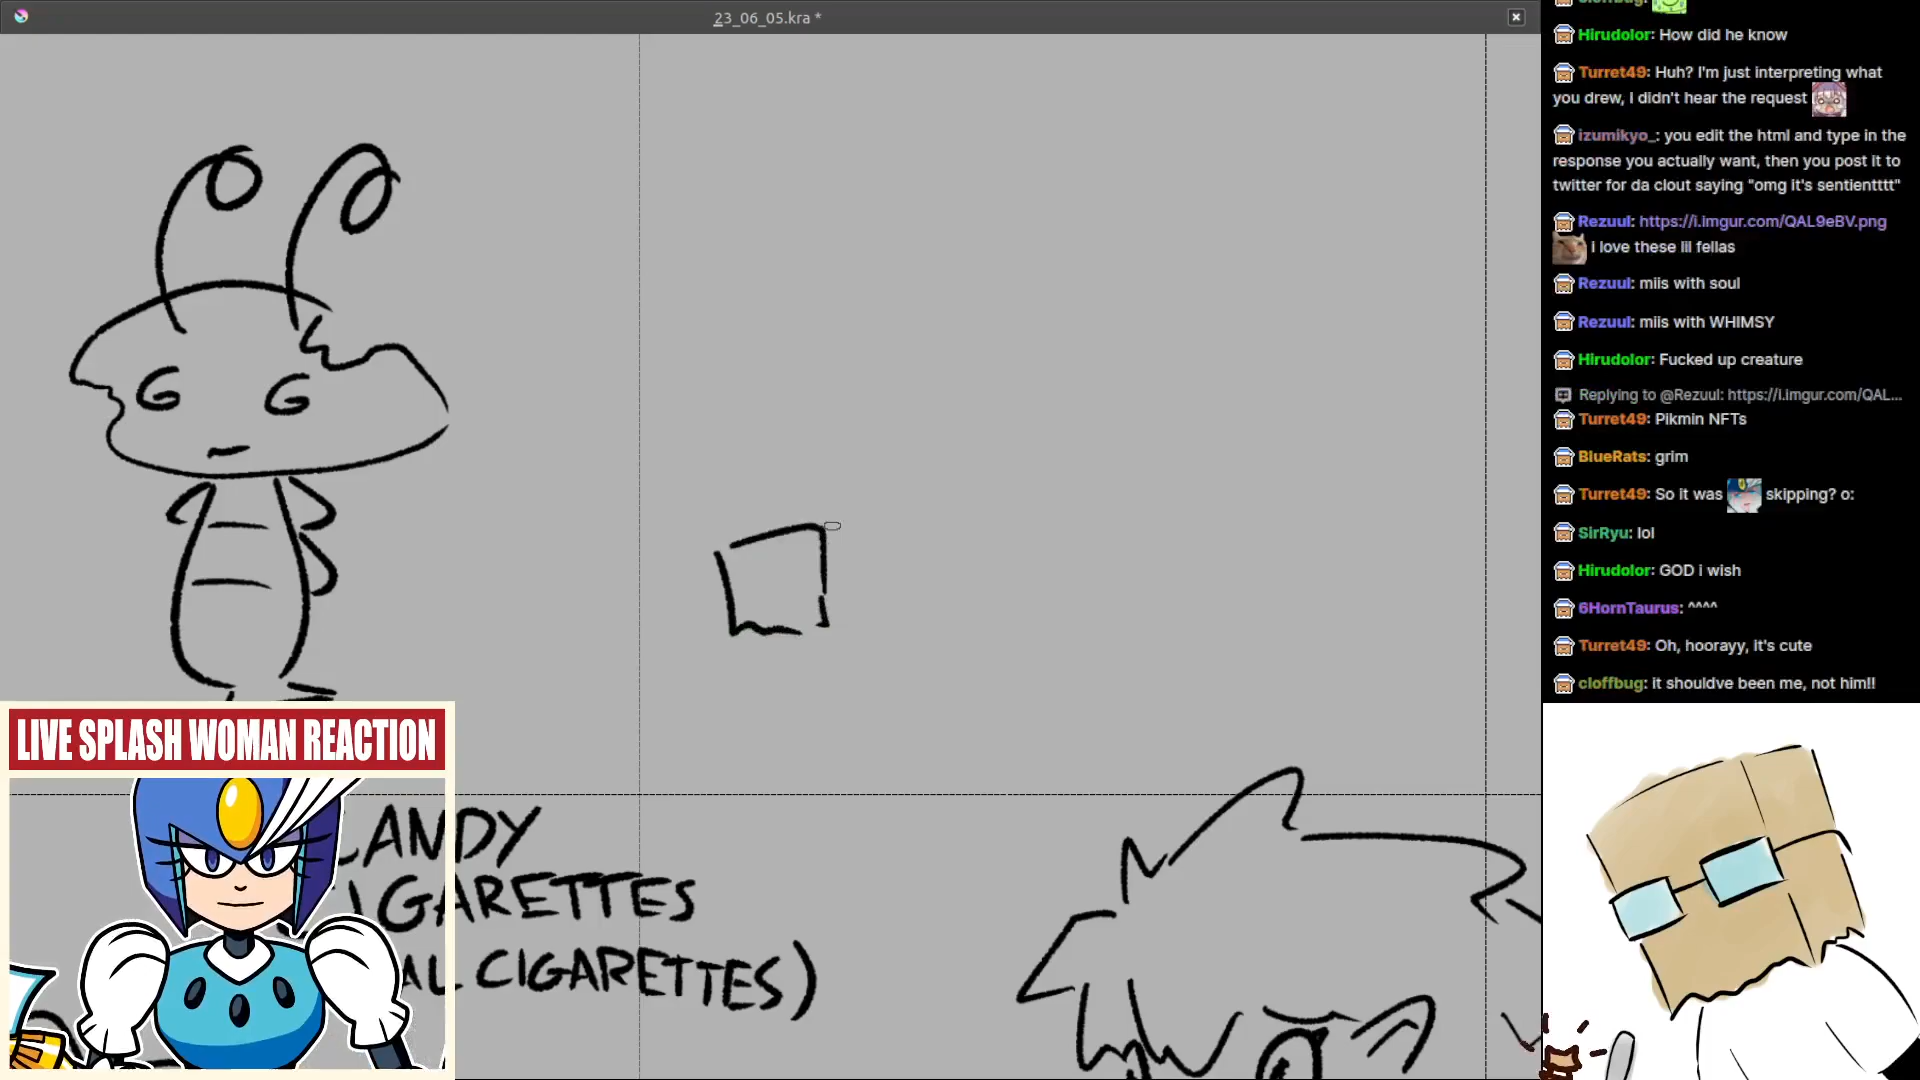 23_06_05.kra *
Hirudolor: How did he know
Turret49: Huh? I'm just interpreting what
you drew, I didn't hear the request
izumikyo_: you edit the html and type in the
response you actually want, then you post it to
twitter for da clout saying "omg it's sentientttt"
Rezuul: https://i.imgur.com/QAL9eBV.png
i love these lil fellas
Rezuul: miis with soul
Rezuul: miis with WHIMSY
Hirudolor: Fucked up creature
Replying to @Rezuul: https://i.imgur.com/QAL...
Turret49: Pikmin NFTs
BlueRats: grim
Turret49: So it was skipping? o:
SirRyu: lol
Hirudolor: GOD i wish
6HornTaurus: ^^^^
Turret49: Oh, hoorayy, it's cute
cloffbug: it shouldve been me, not him!!
LIVE SPLASH WOMAN REACTION
ANDY
IGARETTES
AL CIGARETTES)